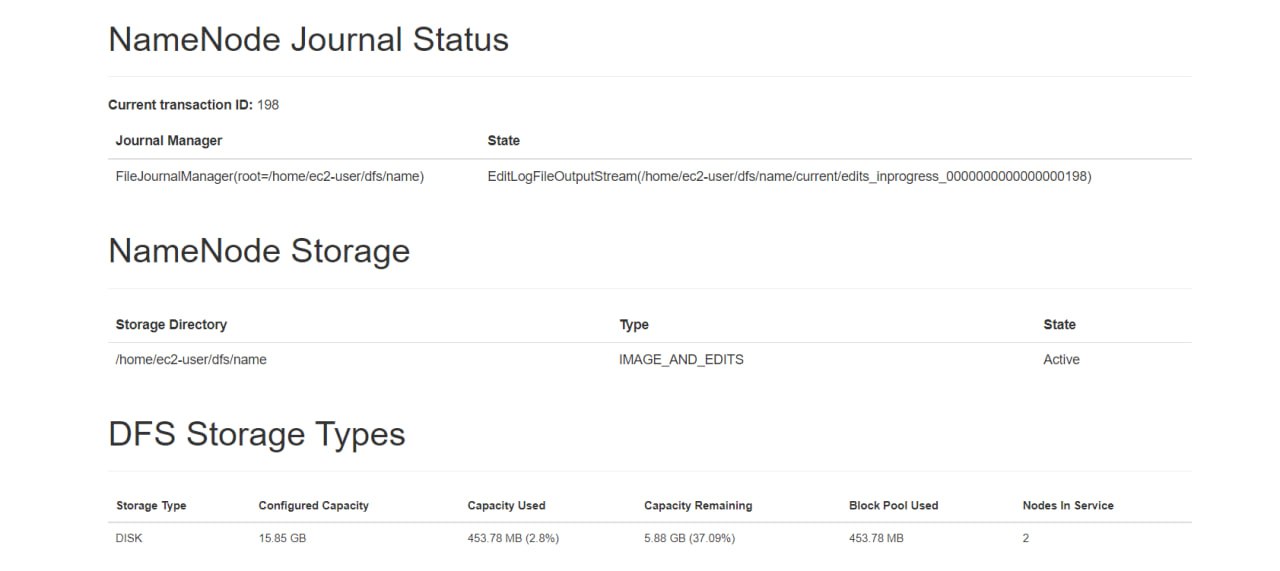 NameNode Journal Status
Current transaction ID: 198
Journal Manager State
FileJournalManager(root=/home/ec2-user/dfs/name) EditLogFileOutputStream(/home/ec2-user/dfs/name/current/edits_inprogress_0000000000000000198)
NameNode Storage
Storage Directory Type State
/home/ec2-user/dfs/name IMAGE_AND_EDITS Active
DFS Storage Types
Storage Type Configured Capacity Capacity Used Capacity Remaining Block Pool Used Nodes In Service
DISK 15.85 GB 453.78 MB (2.8%) 5.88 GB (37.09%) 453.78 MB 2